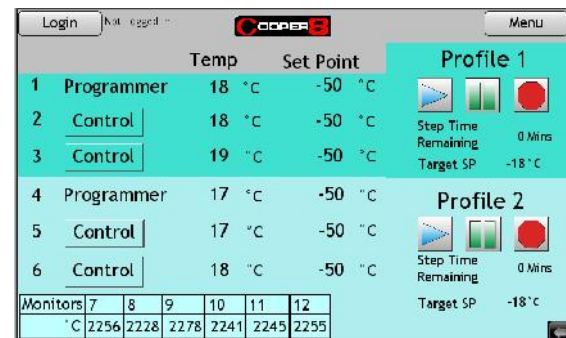 Login Not logged in COOPER8 Menu
Temp Set Point Profile 1
1 Programmer 18 °C -50 °C
2 Control 18 °C -50 °C
3 Control 19 °C -50 °C
Step Time Remaining 0 Mins
Target SP -18°C
4 Programmer 17 °C -50 °C
5 Control 17 °C -50 °C
6 Control 18 °C -50 °C
Profile 2
Step Time Remaining 0 Mins
Target SP -18°C
Monitors 7 8 9 10 11 12
°C 2256 2228 2278 2241 2245 2255